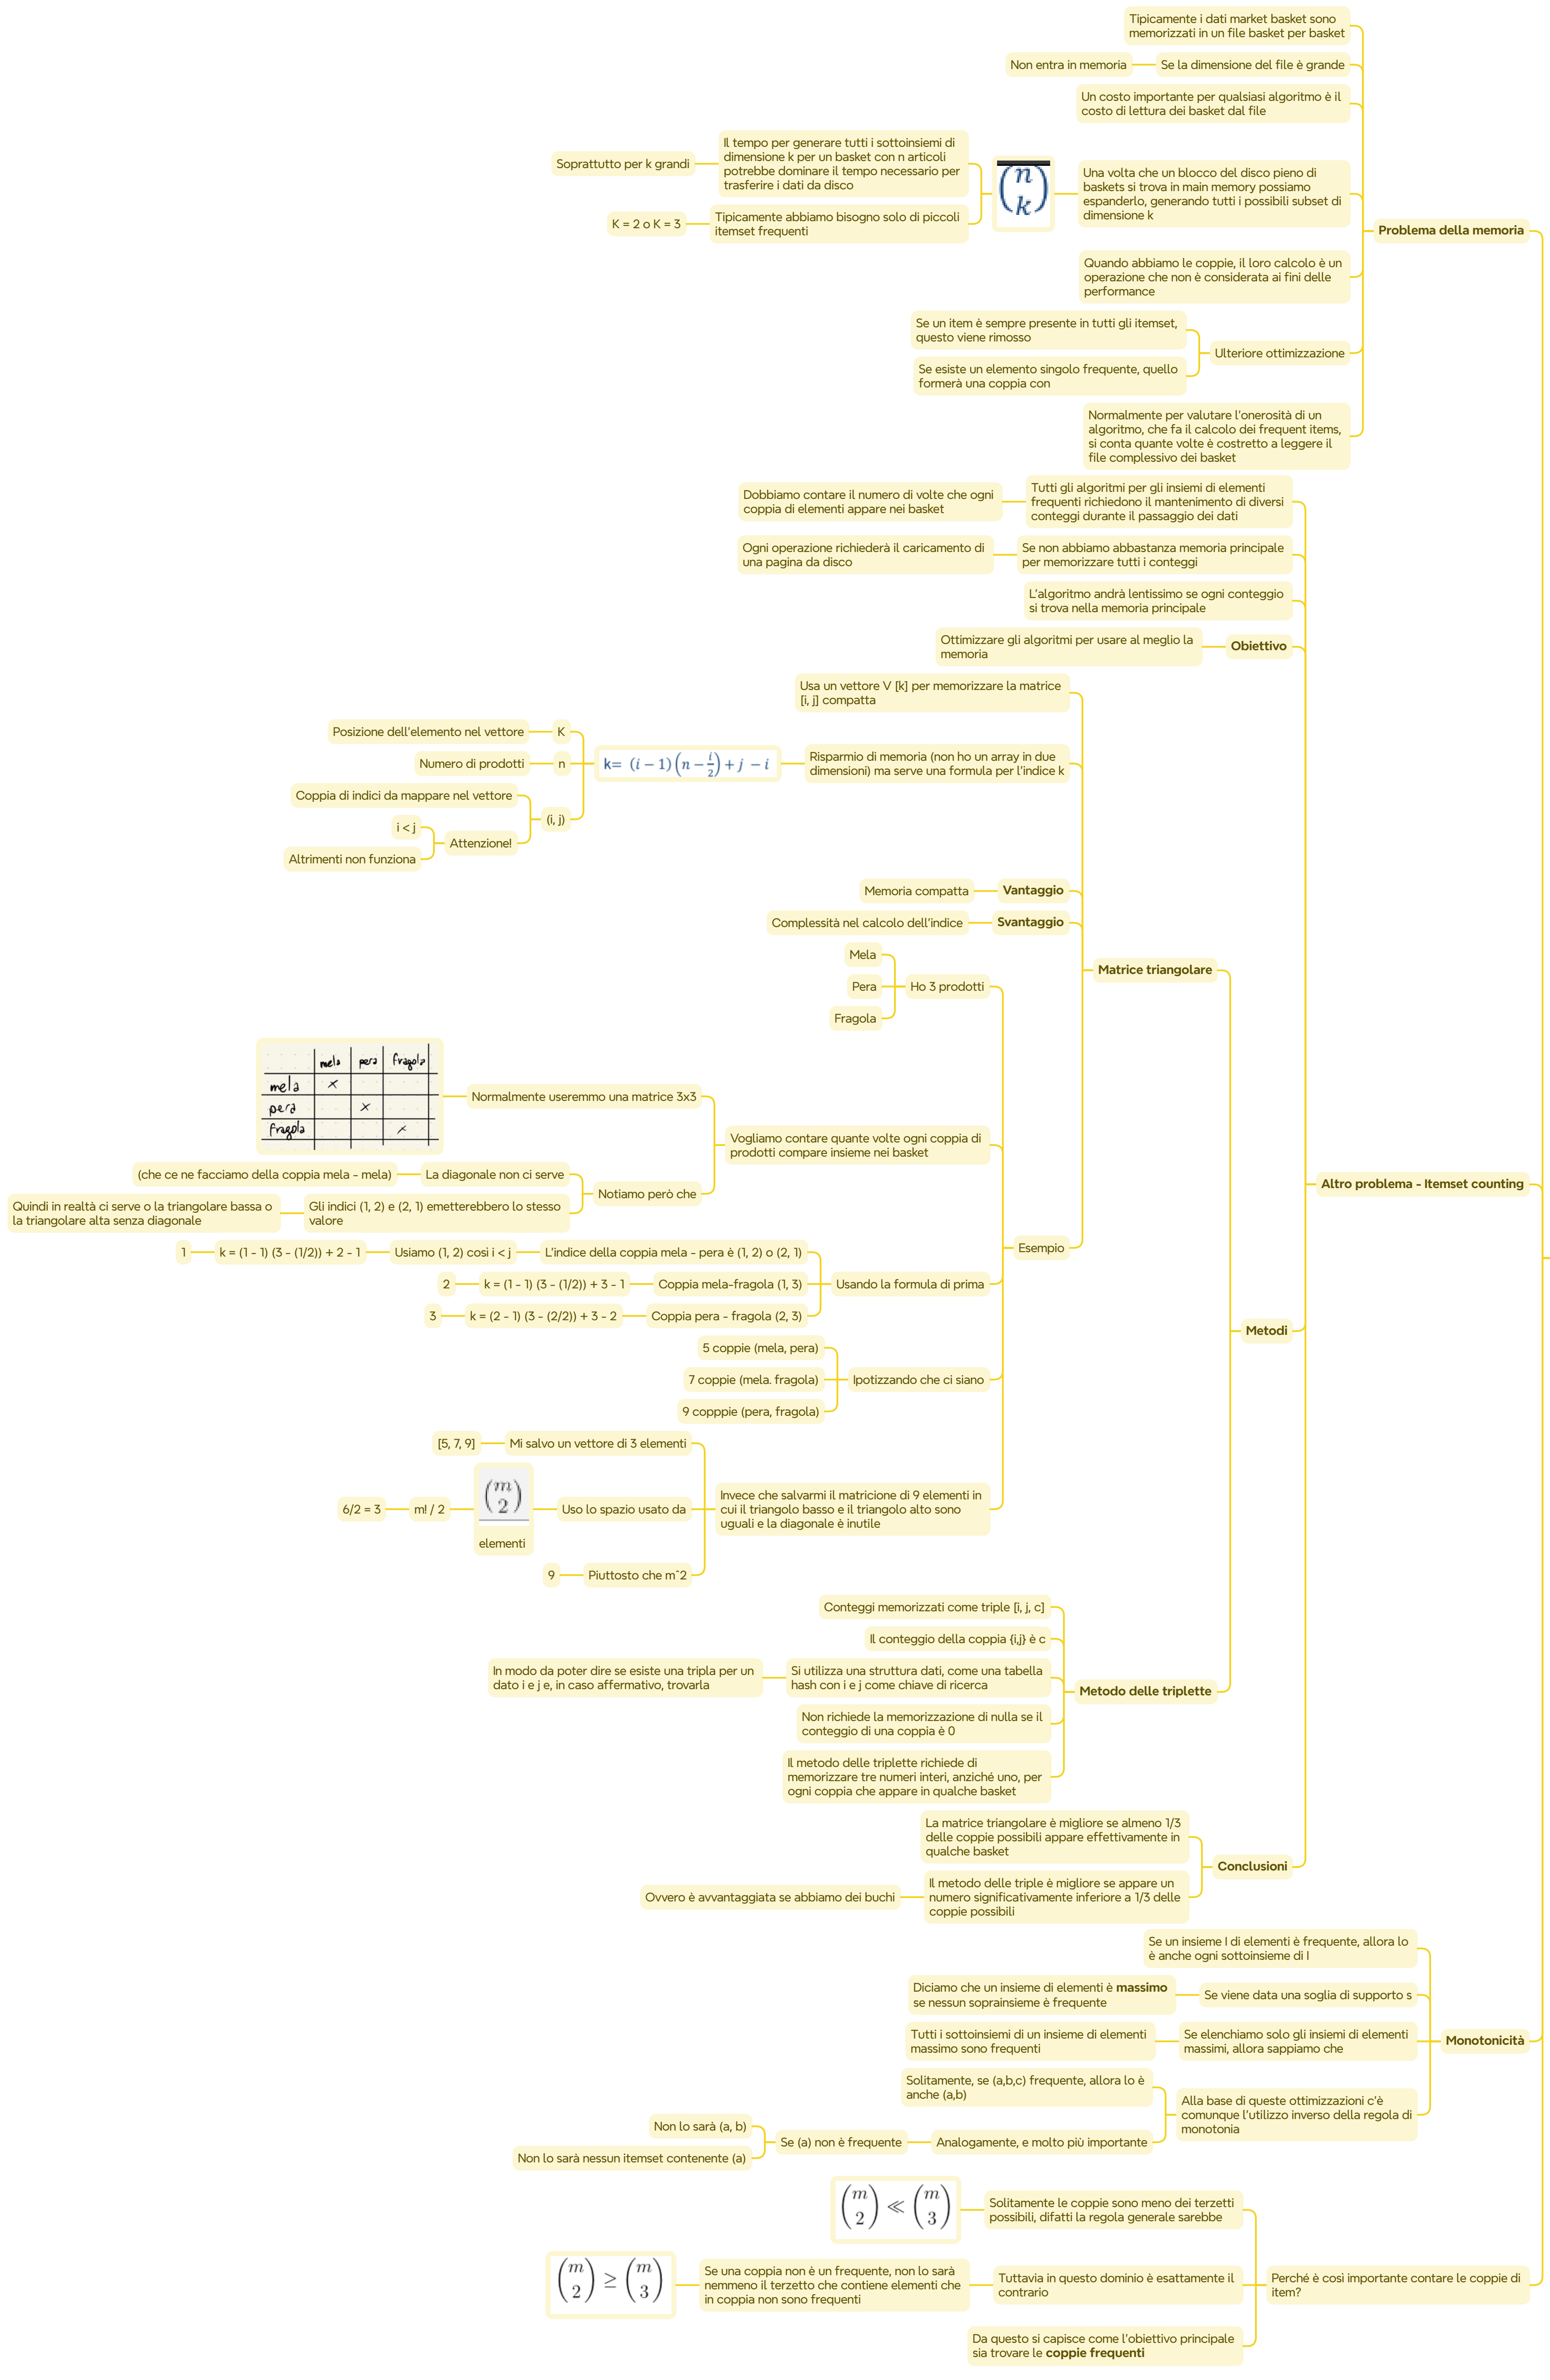 Problema della memoria
Tipicamente i dati market basket sono
memorizzati in un file basket per basket
Se la dimensione del file è grande
Non entra in memoria
Un costo importante per qualsiasi algoritmo è il
costo di lettura dei basket dal file
Una volta che un blocco del disco pieno di
baskets si trova in main memory possiamo
espanderlo, generando tutti i possibili subset di
dimensione k
(n k)
Il tempo per generare tutti i sottoinsiemi di
dimensione k per un basket con n articoli
potrebbe dominare il tempo necessario per
trasferire i dati da disco
Soprattutto per k grandi
Tipicamente abbiamo bisogno solo di piccoli
itemset frequenti
K = 2 o K = 3
Quando abbiamo le coppie, il loro calcolo è un
operazione che non è considerata ai fini delle
performance
Ulteriore ottimizzazione
Se un item è sempre presente in tutti gli itemset,
questo viene rimosso
Se esiste un elemento singolo frequente, quello
formerà una coppia con
Normalmente per valutare l'onerosità di un
algoritmo, che fa il calcolo dei frequent items,
si conta quante volte è costretto a leggere il
file complessivo dei basket
Altro problema - Itemset counting
Tutti gli algoritmi per gli insiemi di elementi
frequenti richiedono il mantenimento di diversi
conteggi durante il passaggio dei dati
Dobbiamo contare il numero di volte che ogni
coppia di elementi appare nei basket
Se non abbiamo abbastanza memoria principale
per memorizzare tutti i conteggi
Ogni operazione richiederà il caricamento di
una pagina da disco
L'algoritmo andrà lentissimo se ogni conteggio
si trova nella memoria principale
Obiettivo
Ottimizzare gli algoritmi per usare al meglio la
memoria
Metodi
Matrice triangolare
Usa un vettore V [k] per memorizzare la matrice
[i, j] compatta
Risparmio di memoria (non ho un array in due
dimensioni) ma serve una formula per l'indice k
k= (i − 1)(n − i/2) + j − i
K
Posizione dell'elemento nel vettore
n
Numero di prodotti
(i, j)
Coppia di indici da mappare nel vettore
Attenzione!
i < j
Altrimenti non funziona
Vantaggio
Memoria compatta
Svantaggio
Complessità nel calcolo dell'indice
Esempio
Ho 3 prodotti
Mela
Pera
Fragola
Vogliamo contare quante volte ogni coppia di
prodotti compare insieme nei basket
Normalmente useremmo una matrice 3x3
mela pera fragola
mela x
pera x
fragola x
Notiamo però che
La diagonale non ci serve
(che ce ne facciamo della coppia mela - mela)
Gli indici (1, 2) e (2, 1) emetterebbero lo stesso
valore
Quindi in realtà ci serve o la triangolare bassa o
la triangolare alta senza diagonale
Usando la formula di prima
L'indice della coppia mela - pera è (1, 2) o (2, 1)
Usiamo (1, 2) così i < j
k = (1 - 1) (3 - (1/2)) + 2 - 1
1
Coppia mela-fragola (1, 3)
k = (1 - 1) (3 - (1/2)) + 3 - 1
2
Coppia pera - fragola (2, 3)
k = (2 - 1) (3 - (2/2)) + 3 - 2
3
Ipotizzando che ci siano
5 coppie (mela, pera)
7 coppie (mela. fragola)
9 copppie (pera, fragola)
Invece che salvarmi il matricione di 9 elementi in
cui il triangolo basso e il triangolo alto sono
uguali e la diagonale è inutile
Mi salvo un vettore di 3 elementi
[5, 7, 9]
Uso lo spazio usato da
(m 2)
elementi
m! / 2
6/2 = 3
Piuttosto che m^2
9
Metodo delle triplette
Conteggi memorizzati come triple [i, j, c]
Il conteggio della coppia {i,j} è c
Si utilizza una struttura dati, come una tabella
hash con i e j come chiave di ricerca
In modo da poter dire se esiste una tripla per un
dato i e j e, in caso affermativo, trovarla
Non richiede la memorizzazione di nulla se il
conteggio di una coppia è 0
Il metodo delle triplette richiede di
memorizzare tre numeri interi, anziché uno, per
ogni coppia che appare in qualche basket
Conclusioni
La matrice triangolare è migliore se almeno 1/3
delle coppie possibili appare effettivamente in
qualche basket
Il metodo delle triple è migliore se appare un
numero significativamente inferiore a 1/3 delle
coppie possibili
Ovvero è avvantaggiata se abbiamo dei buchi
Monotonicità
Se un insieme I di elementi è frequente, allora lo
è anche ogni sottoinsieme di I
Se viene data una soglia di supporto s
Diciamo che un insieme di elementi è massimo
se nessun soprainsieme è frequente
Se elenchiamo solo gli insiemi di elementi
massimi, allora sappiamo che
Tutti i sottoinsiemi di un insieme di elementi
massimo sono frequenti
Alla base di queste ottimizzazioni c'è
comunque l'utilizzo inverso della regola di
monotonia
Solitamente, se (a,b,c) frequente, allora lo è
anche (a,b)
Analogamente, e molto più importante
Se (a) non è frequente
Non lo sarà (a, b)
Non lo sarà nessun itemset contenente (a)
Perché è così importante contare le coppie di
item?
Solitamente le coppie sono meno dei terzetti
possibili, difatti la regola generale sarebbe
(m 2) ≪ (m 3)
Tuttavia in questo dominio è esattamente il
contrario
Se una coppia non è un frequente, non lo sarà
nemmeno il terzetto che contiene elementi che
in coppia non sono frequenti
(m 2) ≥ (m 3)
Da questo si capisce come l'obiettivo principale
sia trovare le coppie frequenti